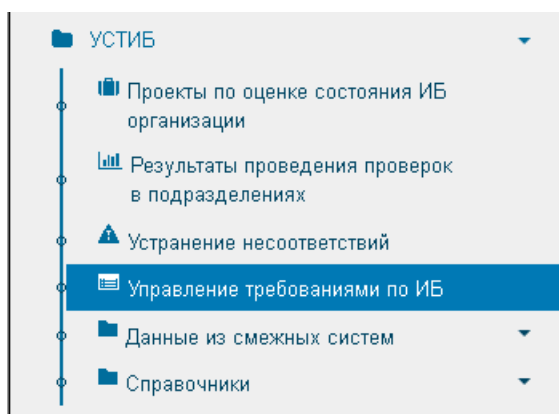 УСТИБ
Проекты по оценке состояния ИБ
организации
Результаты проведения проверок
в подразделениях
Устранение несоответствий
Управление требованиями по ИБ
Данные из смежных систем
Справочники